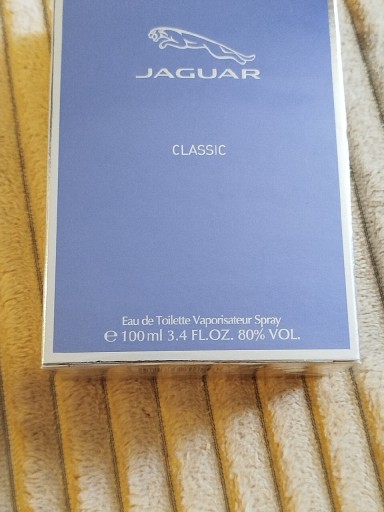 JAGUAR
CLASSIC
Eau de Toilette Vaporisateur Spray
℮ 100 ml 3.4 FL.OZ. 80% VOL.